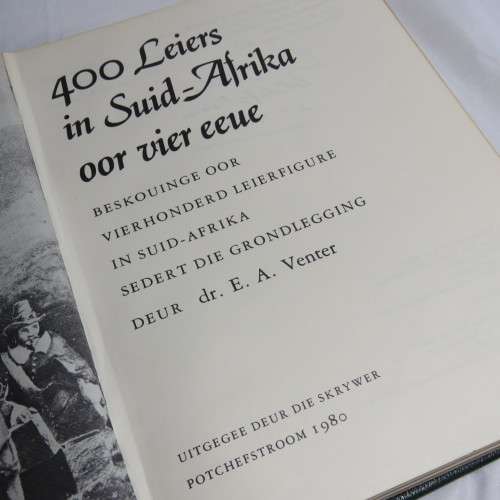 400 Leiers
in Suid-Afrika
oor vier eeue
BESKOUINGE OOR
VIERHONDERD LEIERFIGURE
IN SUID-AFRIKA
SEDERT DIE GRONDLEGGING
DEUR dr. E. A. Venter
UITGEGEE DEUR DIE SKRYWER
POTCHEFSTROOM 1980